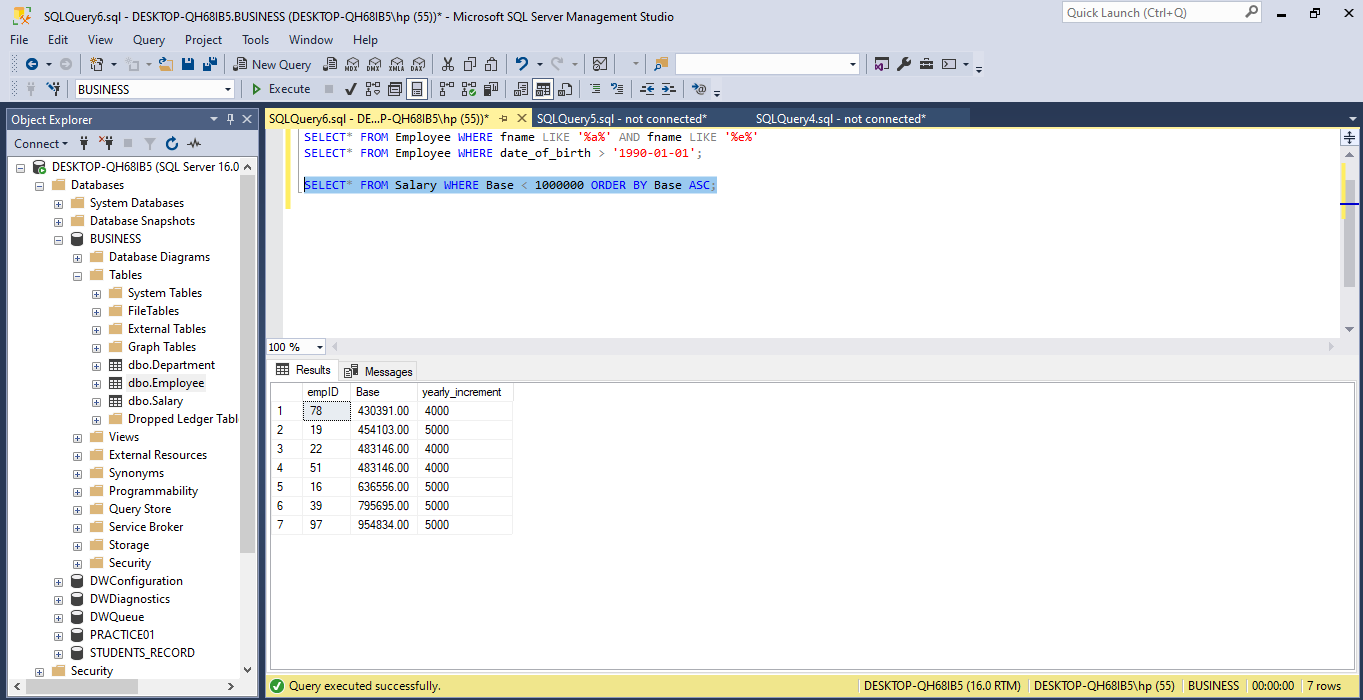 SQLQuery6.sql - DESKTOP-QH68IB5.BUSINESS (DESKTOP-QH68IB5\hp (55))* - Microsoft SQL Server Management Studio
Quick Launch (Ctrl+Q)
File Edit View Query Project Tools Window Help
New Query MDX DMX XMLA DAX
BUSINESS Execute
Object Explorer
Connect
DESKTOP-QH68IB5 (SQL Server 16.0
Databases
System Databases
Database Snapshots
BUSINESS
Database Diagrams
Tables
System Tables
FileTables
External Tables
Graph Tables
dbo.Department
dbo.Employee
dbo.Salary
Dropped Ledger Tabl
Views
External Resources
Synonyms
Programmability
Query Store
Service Broker
Storage
Security
DWConfiguration
DWDiagnostics
DWQueue
PRACTICE01
STUDENTS_RECORD
Security
SQLQuery6.sql - DE...P-QH68IB5\hp (55))* SQLQuery5.sql - not connected* SQLQuery4.sql - not connected*
SELECT* FROM Employee WHERE fname LIKE '%a%' AND fname LIKE '%e%'
SELECT* FROM Employee WHERE date_of_birth > '1990-01-01';
SELECT* FROM Salary WHERE Base < 1000000 ORDER BY Base ASC;
100 %
Results Messages
empID Base yearly_increment
1 78 430391.00 4000
2 19 454103.00 5000
3 22 483146.00 4000
4 51 483146.00 4000
5 16 636556.00 5000
6 39 795695.00 5000
7 97 954834.00 5000
Query executed successfully. DESKTOP-QH68IB5 (16.0 RTM) DESKTOP-QH68IB5\hp (55) BUSINESS 00:00:00 7 rows